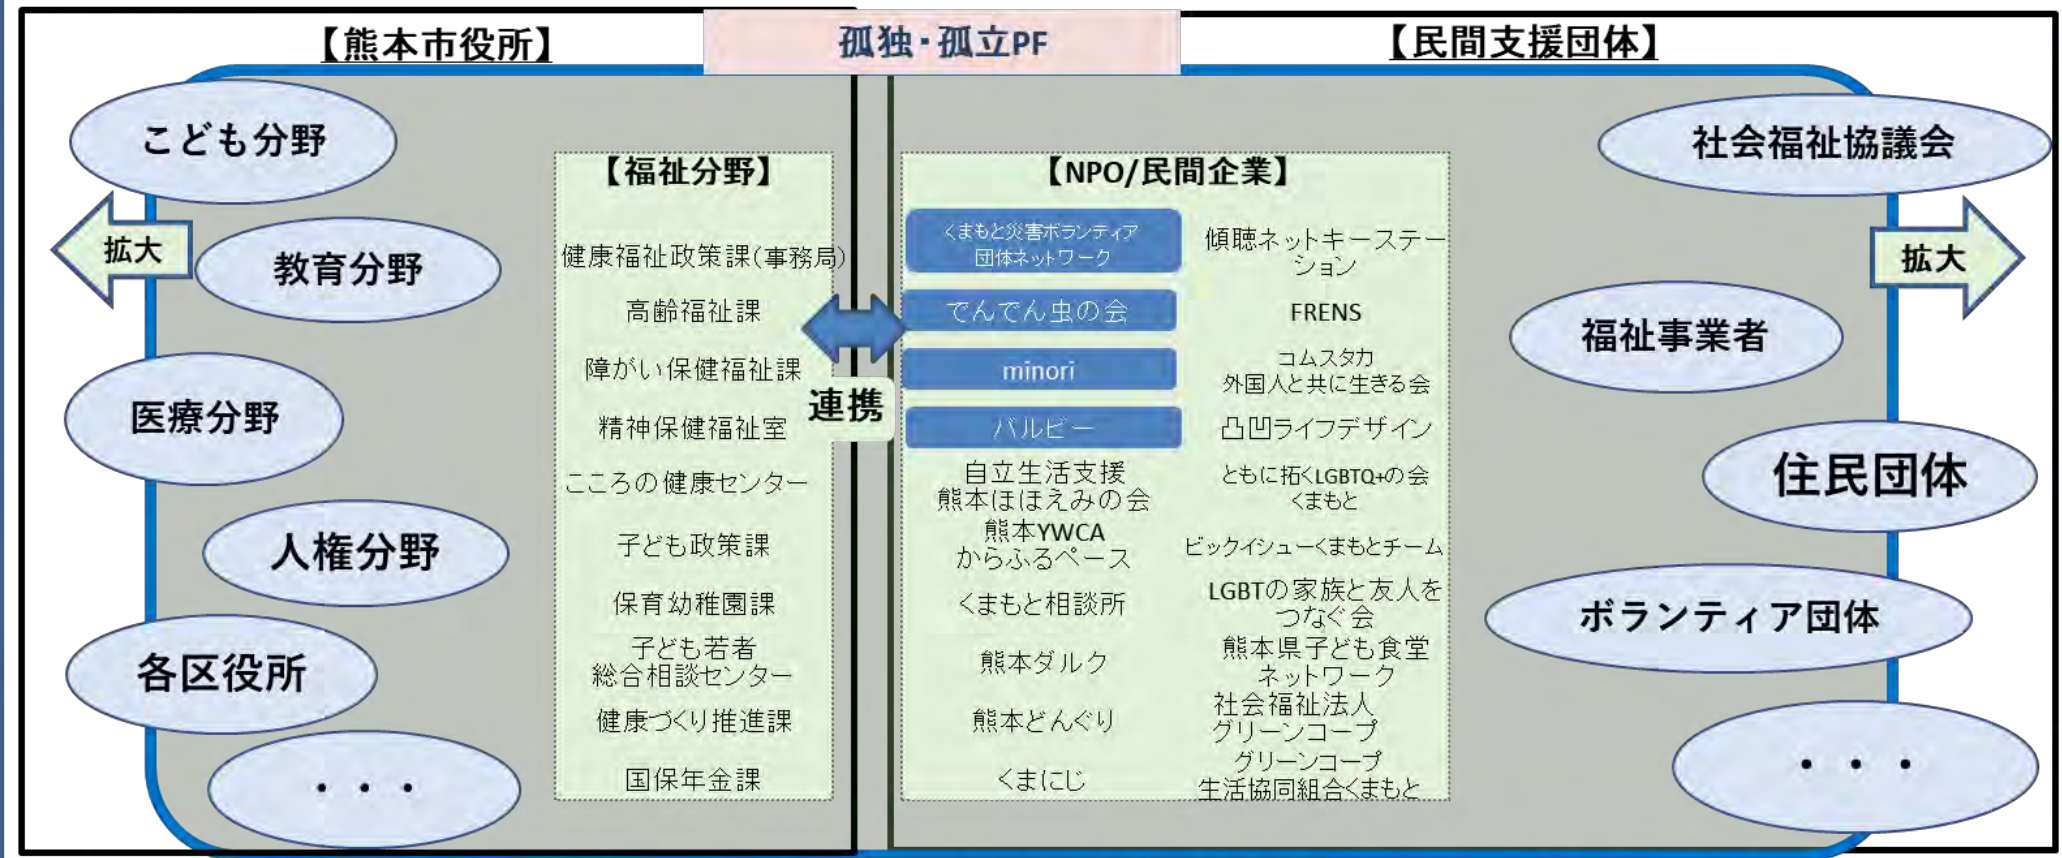 【熊本市役所】
孤独・孤立PF
【民間支援団体】
こども分野
教育分野
医療分野
人権分野
各区役所
・・・
拡大
【福祉分野】
健康福祉政策課(事務局)
高齢福祉課
障がい保健福祉課
精神保健福祉室
こころの健康センター
子ども政策課
保育幼稚園課
子ども若者
総合相談センター
健康づくり推進課
国保年金課
連携
【NPO/民間企業】
くまもと災害ボランティア
団体ネットワーク
でんでん虫の会
minori
バルビー
自立生活支援
熊本ほほえみの会
熊本YWCA
からふるペース
くまもと相談所
熊本ダルク
熊本どんぐり
くまにじ
傾聴ネットキーステー
ション
FRENS
コムスタカ
外国人と共に生きる会
凸凹ライフデザイン
ともに拓くLGBTQ+の会
くまもと
ビックイシューくまもとチーム
LGBTの家族と友人を
つなぐ会
熊本県子ども食堂
ネットワーク
社会福祉法人
グリーンコープ
グリーンコープ
生活協同組合くまもと
社会福祉協議会
拡大
福祉事業者
住民団体
ボランティア団体
・・・